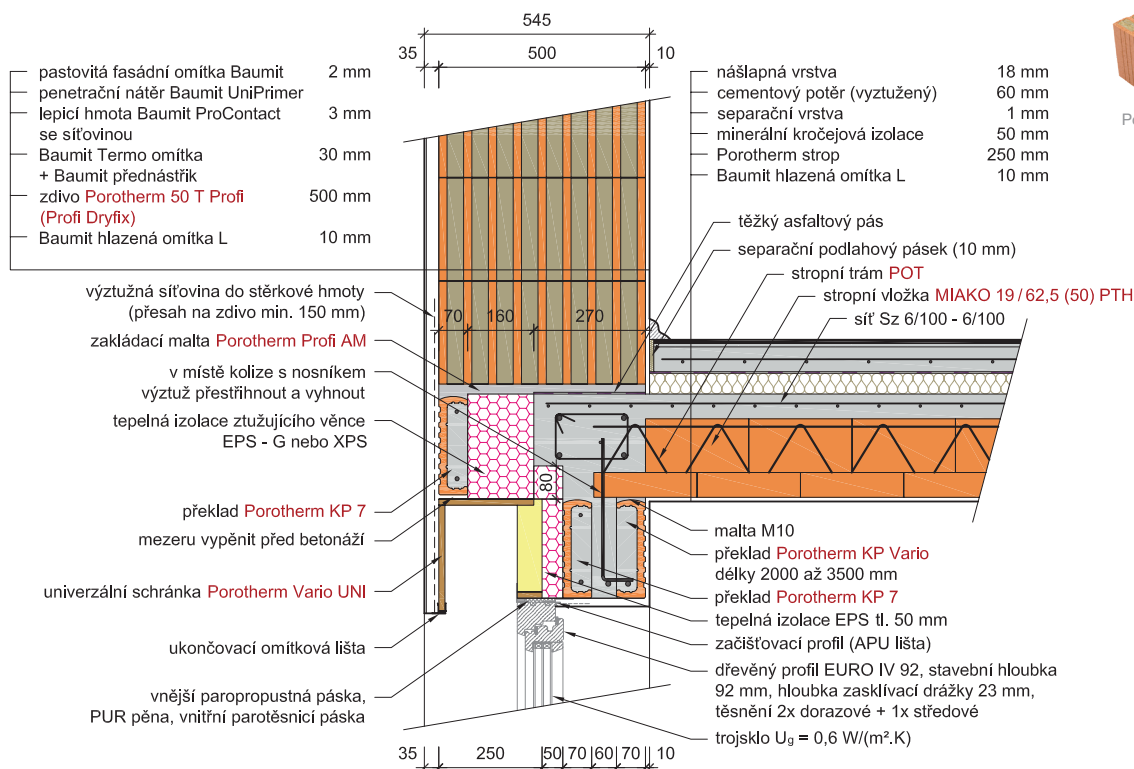 545
35 500 10
pastovitá fasádní omítka Baumit 2 mm
penetrační nátěr Baumit UniPrimer
lepicí hmota Baumit ProContact 3 mm
se síťovinou
Baumit Termo omítka 30 mm
+ Baumit přednástřik
zdivo Porotherm 50 T Profi 500 mm
(Profi Dryfix)
Baumit hlazená omítka L 10 mm
nášlapná vrstva 18 mm
cementový potěr (vyztužený) 60 mm
separační vrstva 1 mm
minerální kročejová izolace 50 mm
Porotherm strop 250 mm
Baumit hlazená omítka L 10 mm
těžký asfaltový pás
separační podlahový pásek (10 mm)
stropní trám POT
stropní vložka MIAKO 19/62,5 (50) PTH
síť Sz 6/100 - 6/100
výztužná síťovina do stěrkové hmoty
(přesah na zdivo min. 150 mm)
70 160 270
zakládací malta Porotherm Profi AM
v místě kolize s nosníkem
výztuž přestřihnout a vyhnout
tepelná izolace ztužujícího věnce
EPS - G nebo XPS
80
překlad Porotherm KP 7
mezeru vypěnit před betonáží
univerzální schránka Porotherm Vario UNI
ukončovací omítková lišta
vnější paropropustná páska,
PUR pěna, vnitřní parotěsnicí páska
malta M10
překlad Porotherm KP Vario
délky 2000 až 3500 mm
překlad Porotherm KP 7
tepelná izolace EPS tl. 50 mm
začišťovací profil (APU lišta)
dřevěný profil EURO IV 92, stavební hloubka
92 mm, hloubka zasklívací drážky 23 mm,
těsnění 2x dorazové + 1x středové
trojsklo Ug = 0,6 W/(m².K)
35 250 50 70 60 70 10